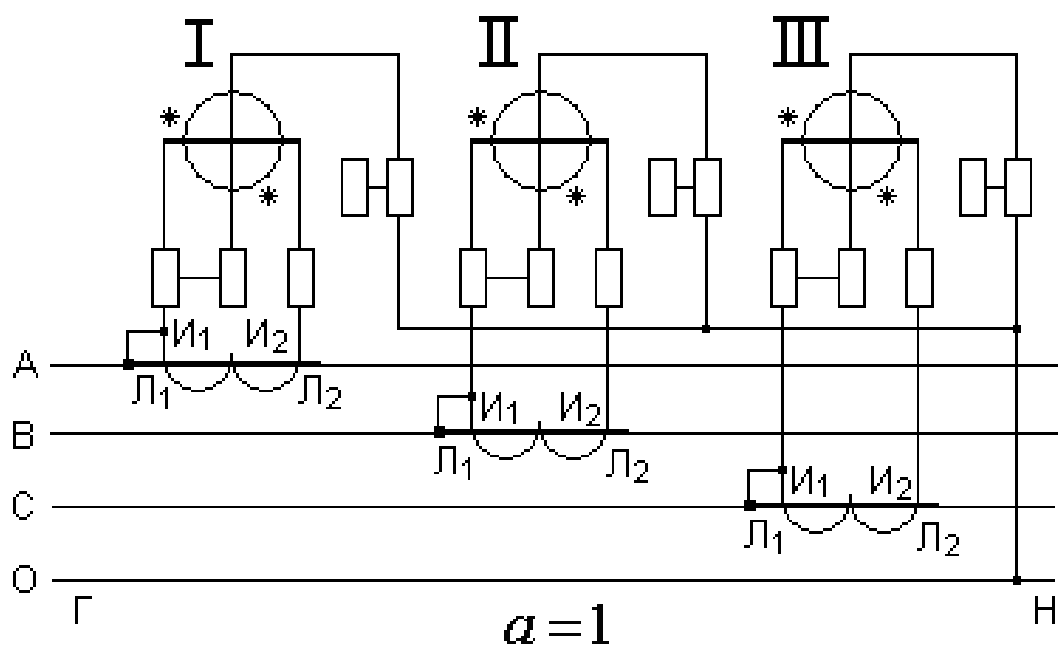 I II III
* * *
* * *
И1 И2
A
Л1 Л2
И1 И2
B
Л1 Л2
И1 И2
C
Л1 Л2
O
Г Н
a=1